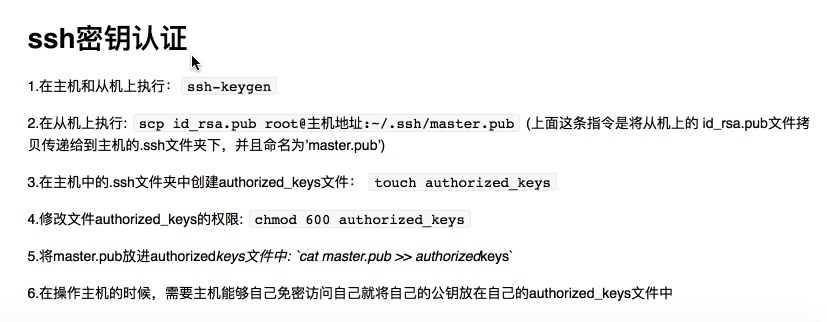 ssh密钥认证
1.在主机和从机上执行： ssh-keygen
2.在从机上执行: scp id_rsa.pub root@主机地址:~/.ssh/master.pub (上面这条指令是将从机上的 id_rsa.pub文件拷
贝传递给到主机的.ssh文件夹下，并且命名为'master.pub')
3.在主机中的.ssh文件夹中创建authorized_keys文件： touch authorized_keys
4.修改文件authorized_keys的权限: chmod 600 authorized_keys
5.将master.pub放进authorizedkeys文件中: `cat master.pub >> authorizedkeys`
6.在操作主机的时候，需要主机能够自己免密访问自己就将自己的公钥放在自己的authorized_keys文件中